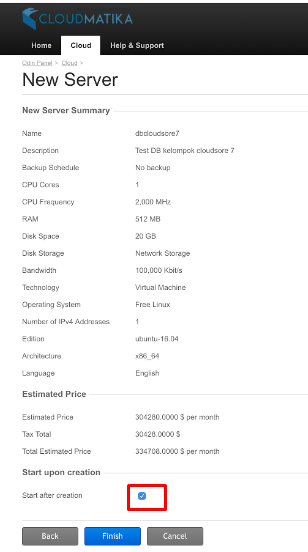 CLOUDMATIKA
Home Cloud Help & Support
Odin Panel > Cloud >
New Server
New Server Summary
Name dbcloudsore7
Description Test DB kelompok cloudsore 7
Backup Schedule No backup
CPU Cores 1
CPU Frequency 2,000 MHz
RAM 512 MB
Disk Space 20 GB
Disk Storage Network Storage
Bandwidth 100,000 Kbit/s
Technology Virtual Machine
Operating System Free Linux
Number of IPv4 Addresses 1
Edition ubuntu-16.04
Architecture x86_64
Language English
Estimated Price
Estimated Price 304280.0000 $ per month
Tax Total 30428.0000 $
Total Estimated Price 334708.0000 $ per month
Start upon creation
Start after creation
Back Finish Cancel